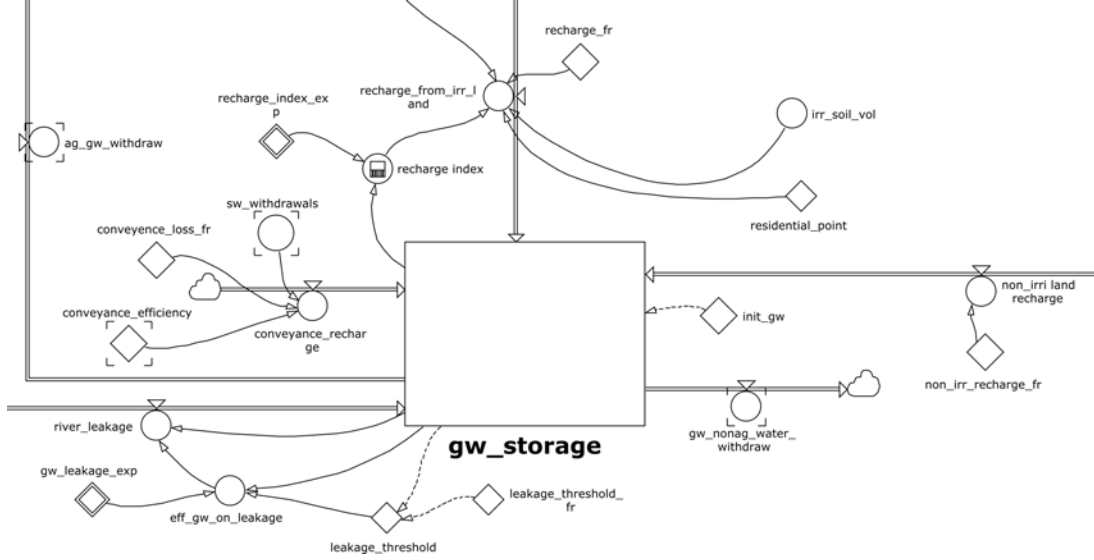 recharge_fr
recharge_from_irr_l
and
recharge_index_ex
p
irr_soil_vol
ag_gw_withdraw
recharge index
sw_withdrawals
residential_point
conveyence_loss_fr
non_irri land
recharge
conveyance_efficiency
init_gw
conveyance_rechar
ge
non_irr_recharge_fr
river_leakage
gw_nonag_water_
withdraw
gw_storage
gw_leakage_exp
leakage_threshold_
fr
eff_gw_on_leakage
leakage_threshold